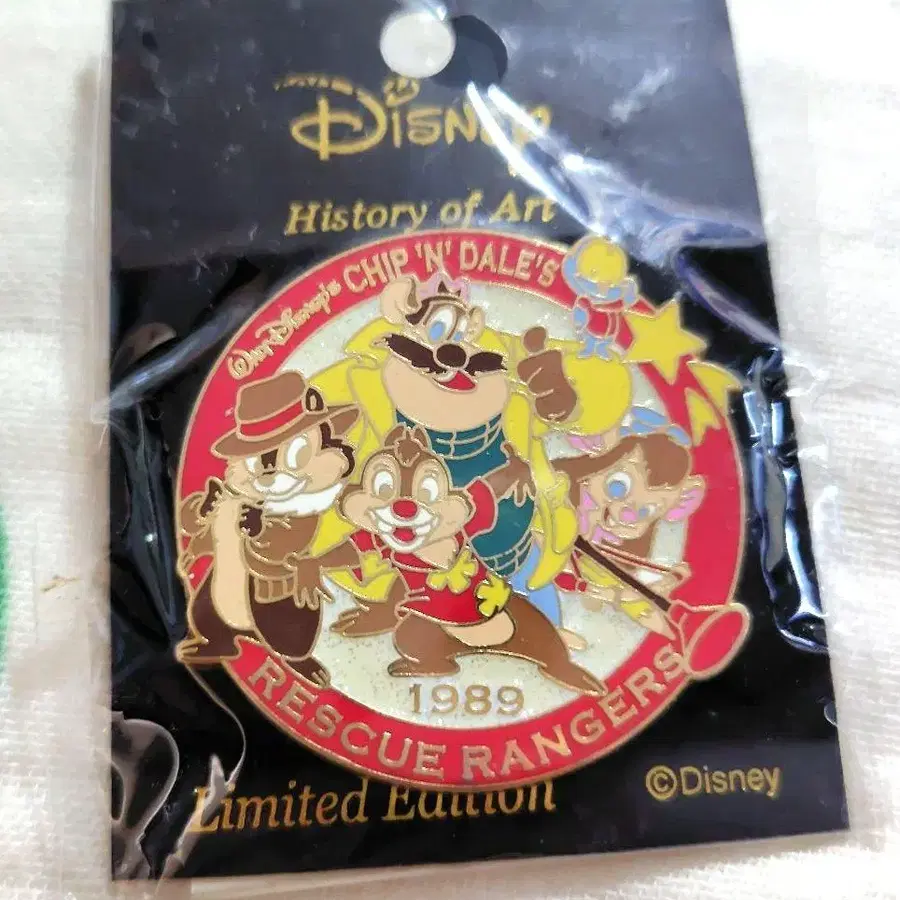 Disney
History of Art
Walt Disney's CHIP 'N' DALE'S
1989
RESCUE RANGERS
Limited Edition
©Disney